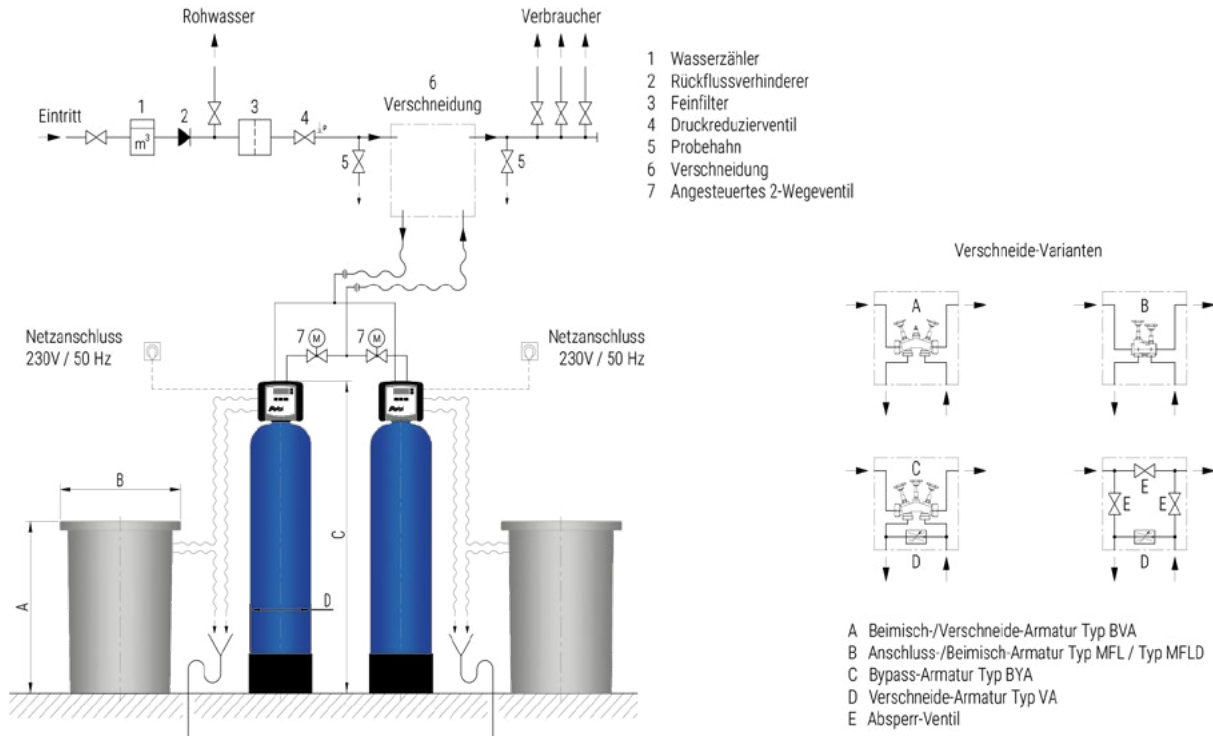 Rohwasser
Verbraucher
Eintritt
1
2
3
4
P
6
Verschneidung
m³
5
5
1 Wasserzähler
2 Rückflussverhinderer
3 Feinfilter
4 Druckreduzierventil
5 Probehahn
6 Verschneidung
7 Angesteuertes 2-Wegeventil
Netzanschluss
230V / 50 Hz
7
M
7
M
Netzanschluss
230V / 50 Hz
B
A
C
D
Verschneide-Varianten
A
A
B
C
D
E
E
E
D
A Beimisch-/Verschneide-Armatur Typ BVA
B Anschluss-/Beimisch-Armatur Typ MFL / Typ MFLD
C Bypass-Armatur Typ BYA
D Verschneide-Armatur Typ VA
E Absperr-Ventil